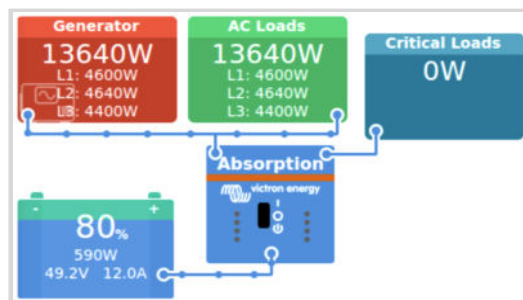 Generator
13640W
L1: 4600W
L2: 4640W
L3: 4400W
AC Loads
13640W
L1: 4600W
L2: 4640W
L3: 4400W
Critical Loads
0W
Absorption
victron energy
- +
80%
590W
49.2V 12.0A